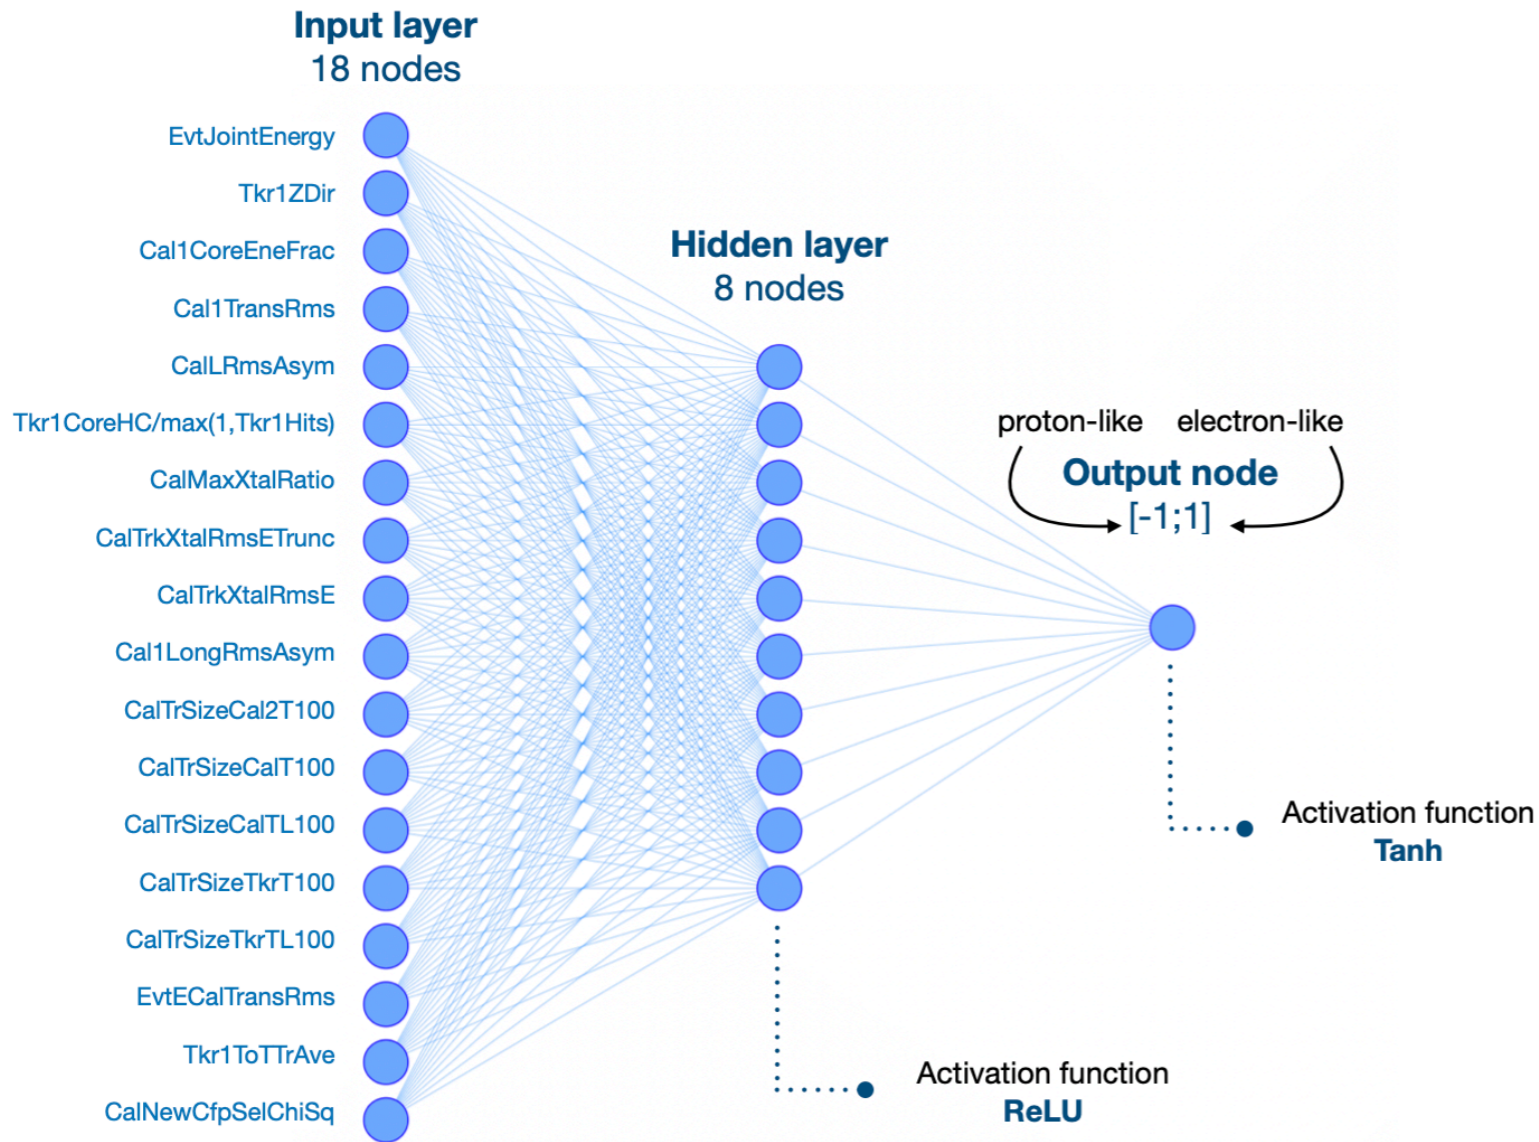 Input layer
18 nodes
EvtJointEnergy
Tkr1ZDir
Cal1CoreEneFrac
Cal1TransRms
CalLRmsAsym
Tkr1CoreHC/max(1,Tkr1Hits)
CalMaxXtalRatio
CalTrkXtalRmsETrunc
CalTrkXtalRmsE
Cal1LongRmsAsym
CalTrSizeCal2T100
CalTrSizeCalT100
CalTrSizeCalTL100
CalTrSizeTkrT100
CalTrSizeTkrTL100
EvtECalTransRms
Tkr1ToTTrAve
CalNewCfpSelChiSq
Hidden layer
8 nodes
proton-like electron-like
Output node
[-1;1]
Activation function
Tanh
Activation function
ReLU